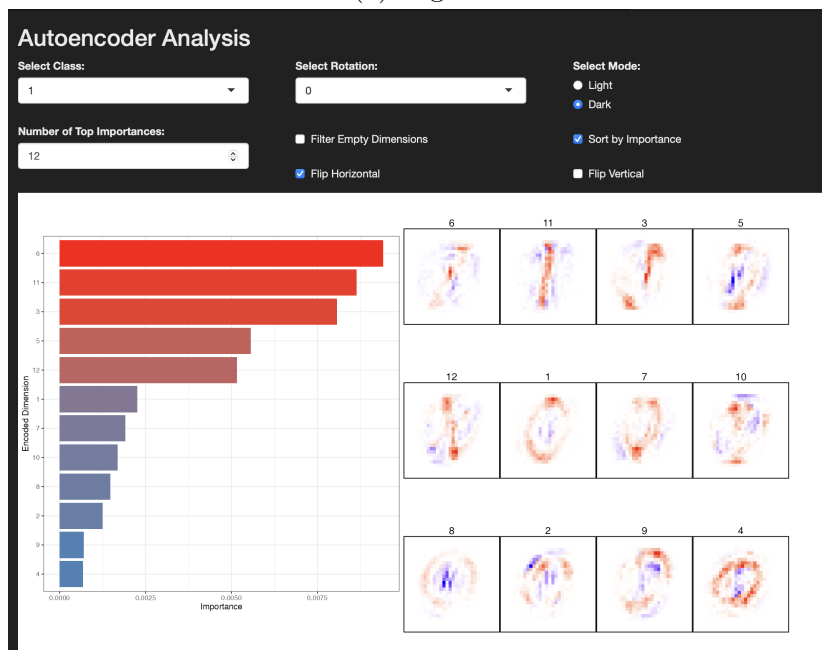 Autoencoder Analysis
Select Class:
Select Rotation:
Select Mode:
1
0
Light
Dark
Number of Top Importances:
12
Filter Empty Dimensions
Sort by Importance
Flip Horizontal
Flip Vertical
6
11
3
5
12
1
7
10
8
2
9
4
Encoded Dimension
0.0000
0.0025
0.0050
0.0075
Importance
6
11
3
5
12
1
7
10
8
2
9
4